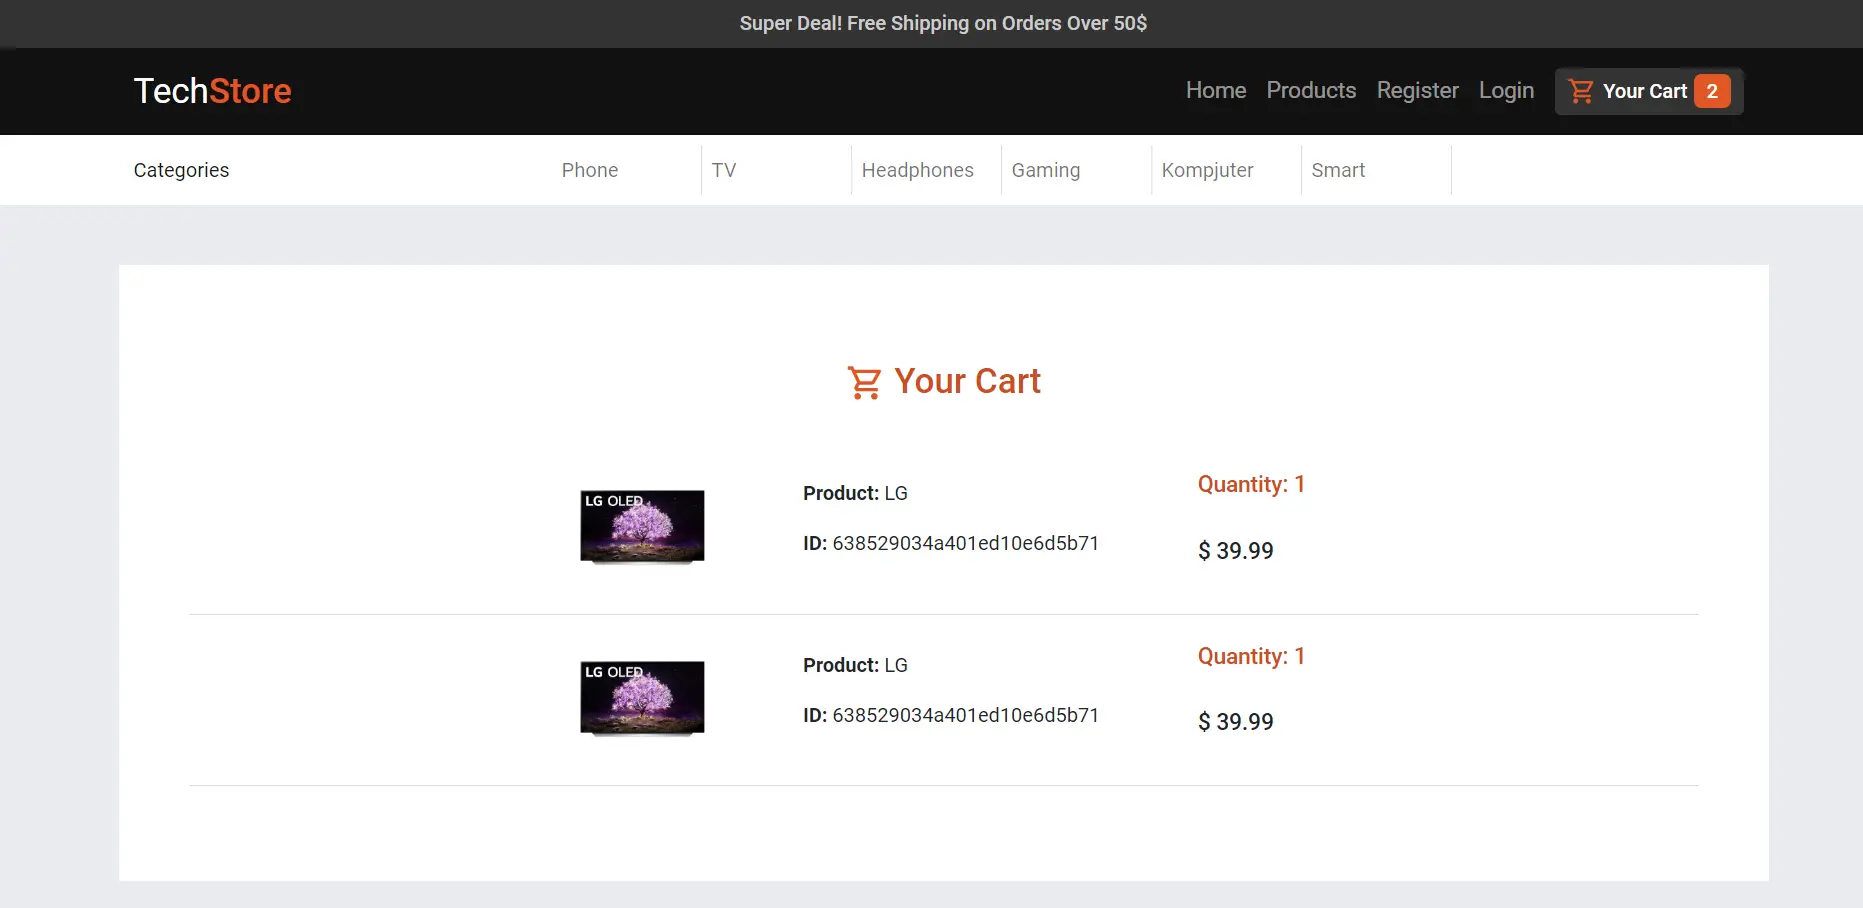 Super Deal! Free Shipping on Orders Over 50$
TechStore
Home Products Register Login Your Cart 2
Categories Phone TV Headphones Gaming Kompjuter Smart
Your Cart
LG OLED
Product: LG
ID: 638529034a401ed10e6d5b71
Quantity: 1
$ 39.99
LG OLED
Product: LG
ID: 638529034a401ed10e6d5b71
Quantity: 1
$ 39.99